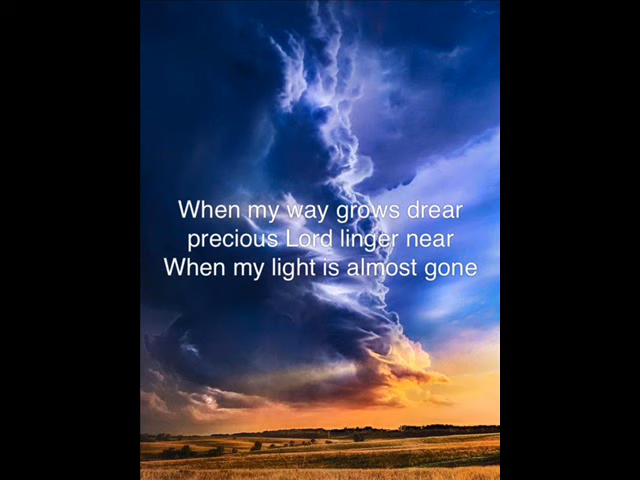 When my way grows drear
precious Lord linger near
When my light is almost gone